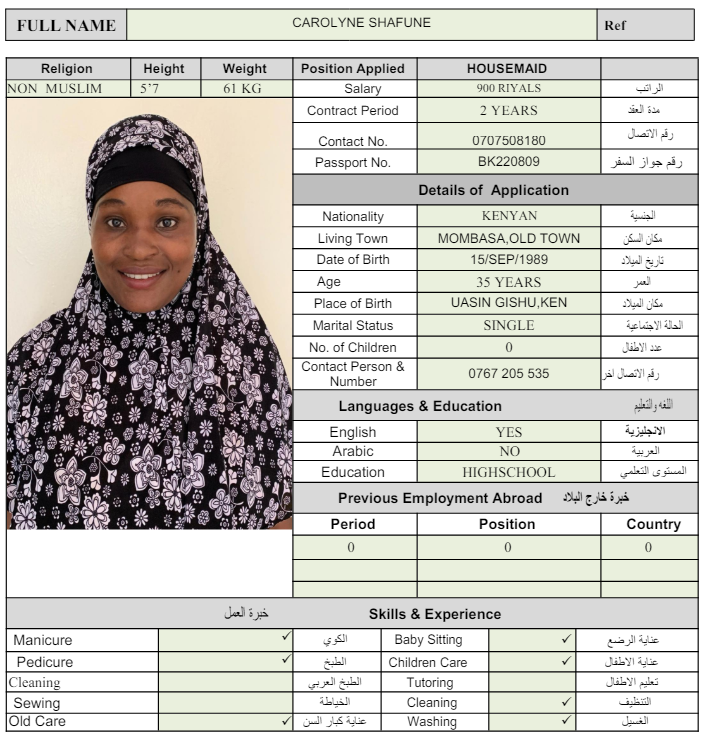 FULL NAME CAROLYNE SHAFUNE Ref
Religion Height Weight Position Applied HOUSEMAID
NON MUSLIM 5'7 61 KG Salary 900 RIYALS الراتب
Contract Period 2 YEARS مدة العقد
Contact No. 0707508180 رقم الاتصال
Passport No. BK220809 رقم جواز السفر
Details of Application
Nationality KENYAN الجنسية
Living Town MOMBASA,OLD TOWN مكان السكن
Date of Birth 15/SEP/1989 تاريخ الميلاد
Age 35 YEARS العمر
Place of Birth UASIN GISHU,KEN مكان الميلاد
Marital Status SINGLE الحالة الاجتماعية
No. of Children 0 عدد الاطفال
Contact Person &
Number 0767 205 535 رقم الاتصال اخر
Languages & Education اللغه والتعليم
English YES الانجليزية
Arabic NO العربية
Education HIGHSCHOOL المستوى التعلمي
Previous Employment Abroad خبرة خارج البلاد
Period Position Country
0 0 0
خبرة العمل Skills & Experience
Manicure ✓ الكوي Baby Sitting ✓ عناية الرضع
Pedicure ✓ الطبخ Children Care ✓ عناية الاطفال
Cleaning الطبخ العربي Tutoring تعليم الاطفال
Sewing الخياطة Cleaning ✓ التنظيف
Old Care ✓ عناية كبار السن Washing ✓ الغسيل